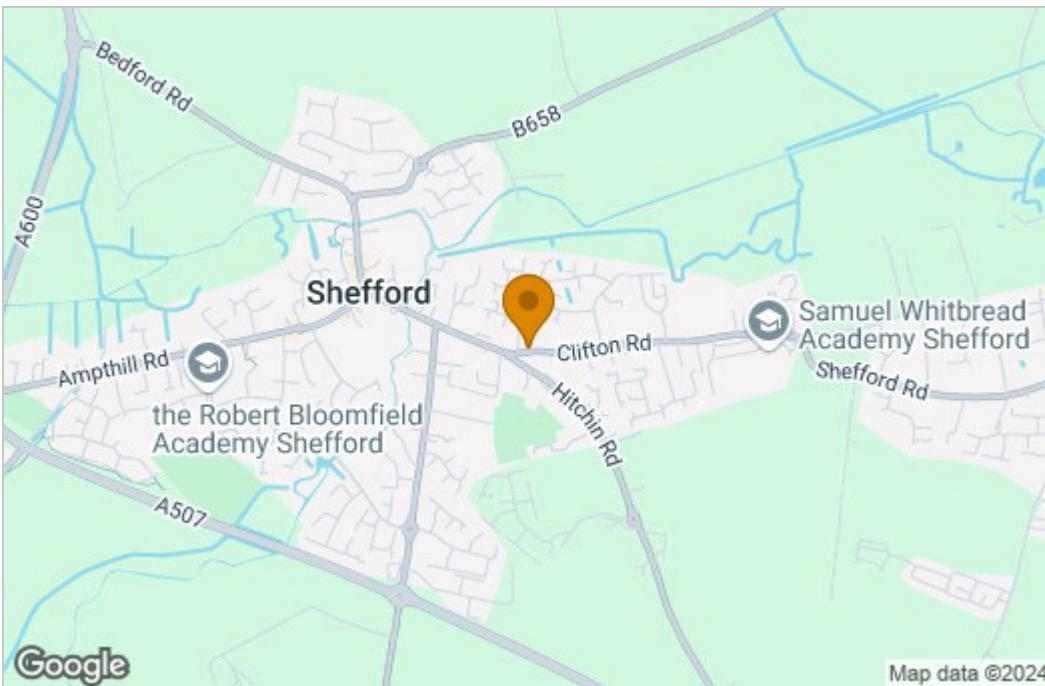 Bedford Rd
B658
A600
Shefford
Samuel Whitbread
Academy Shefford
Clifton Rd
Ampthill Rd
Shefford Rd
the Robert Bloomfield
Academy Shefford
Hitchin Rd
A507
Google
Map data ©2024